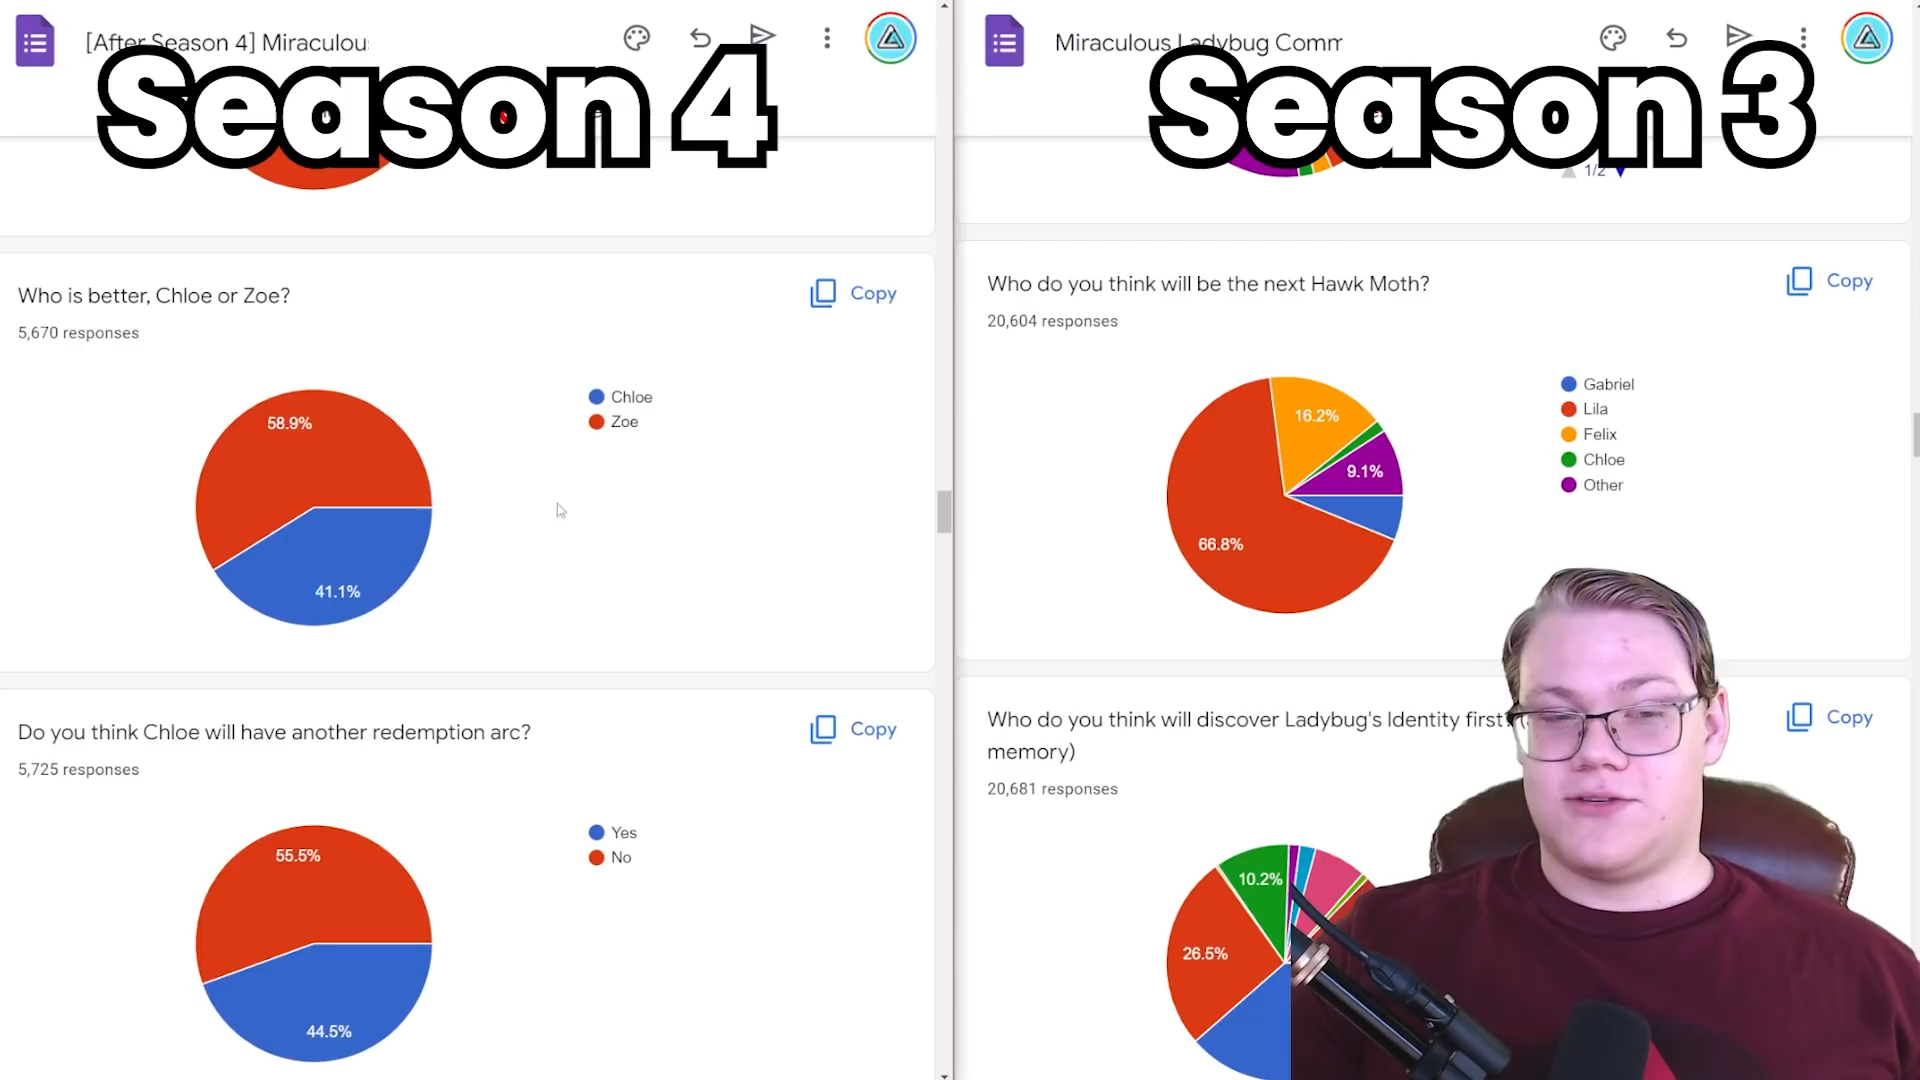 [After Season 4] Miraculou
Season 4
Who is better, Chloe or Zoe?
Copy
5,670 responses
Chloe
Zoe
58.9%
41.1%
Do you think Chloe will have another redemption arc?
Copy
5,725 responses
Yes
No
55.5%
44.5%
Miraculous Ladybug Comm
Season 3
1/2
Who do you think will be the next Hawk Moth?
Copy
20,604 responses
Gabriel
Lila
Felix
Chloe
Other
16.2%
9.1%
66.8%
Who do you think will discover Ladybug's Identity first?
memory)
Copy
20,681 responses
10.2%
26.5%